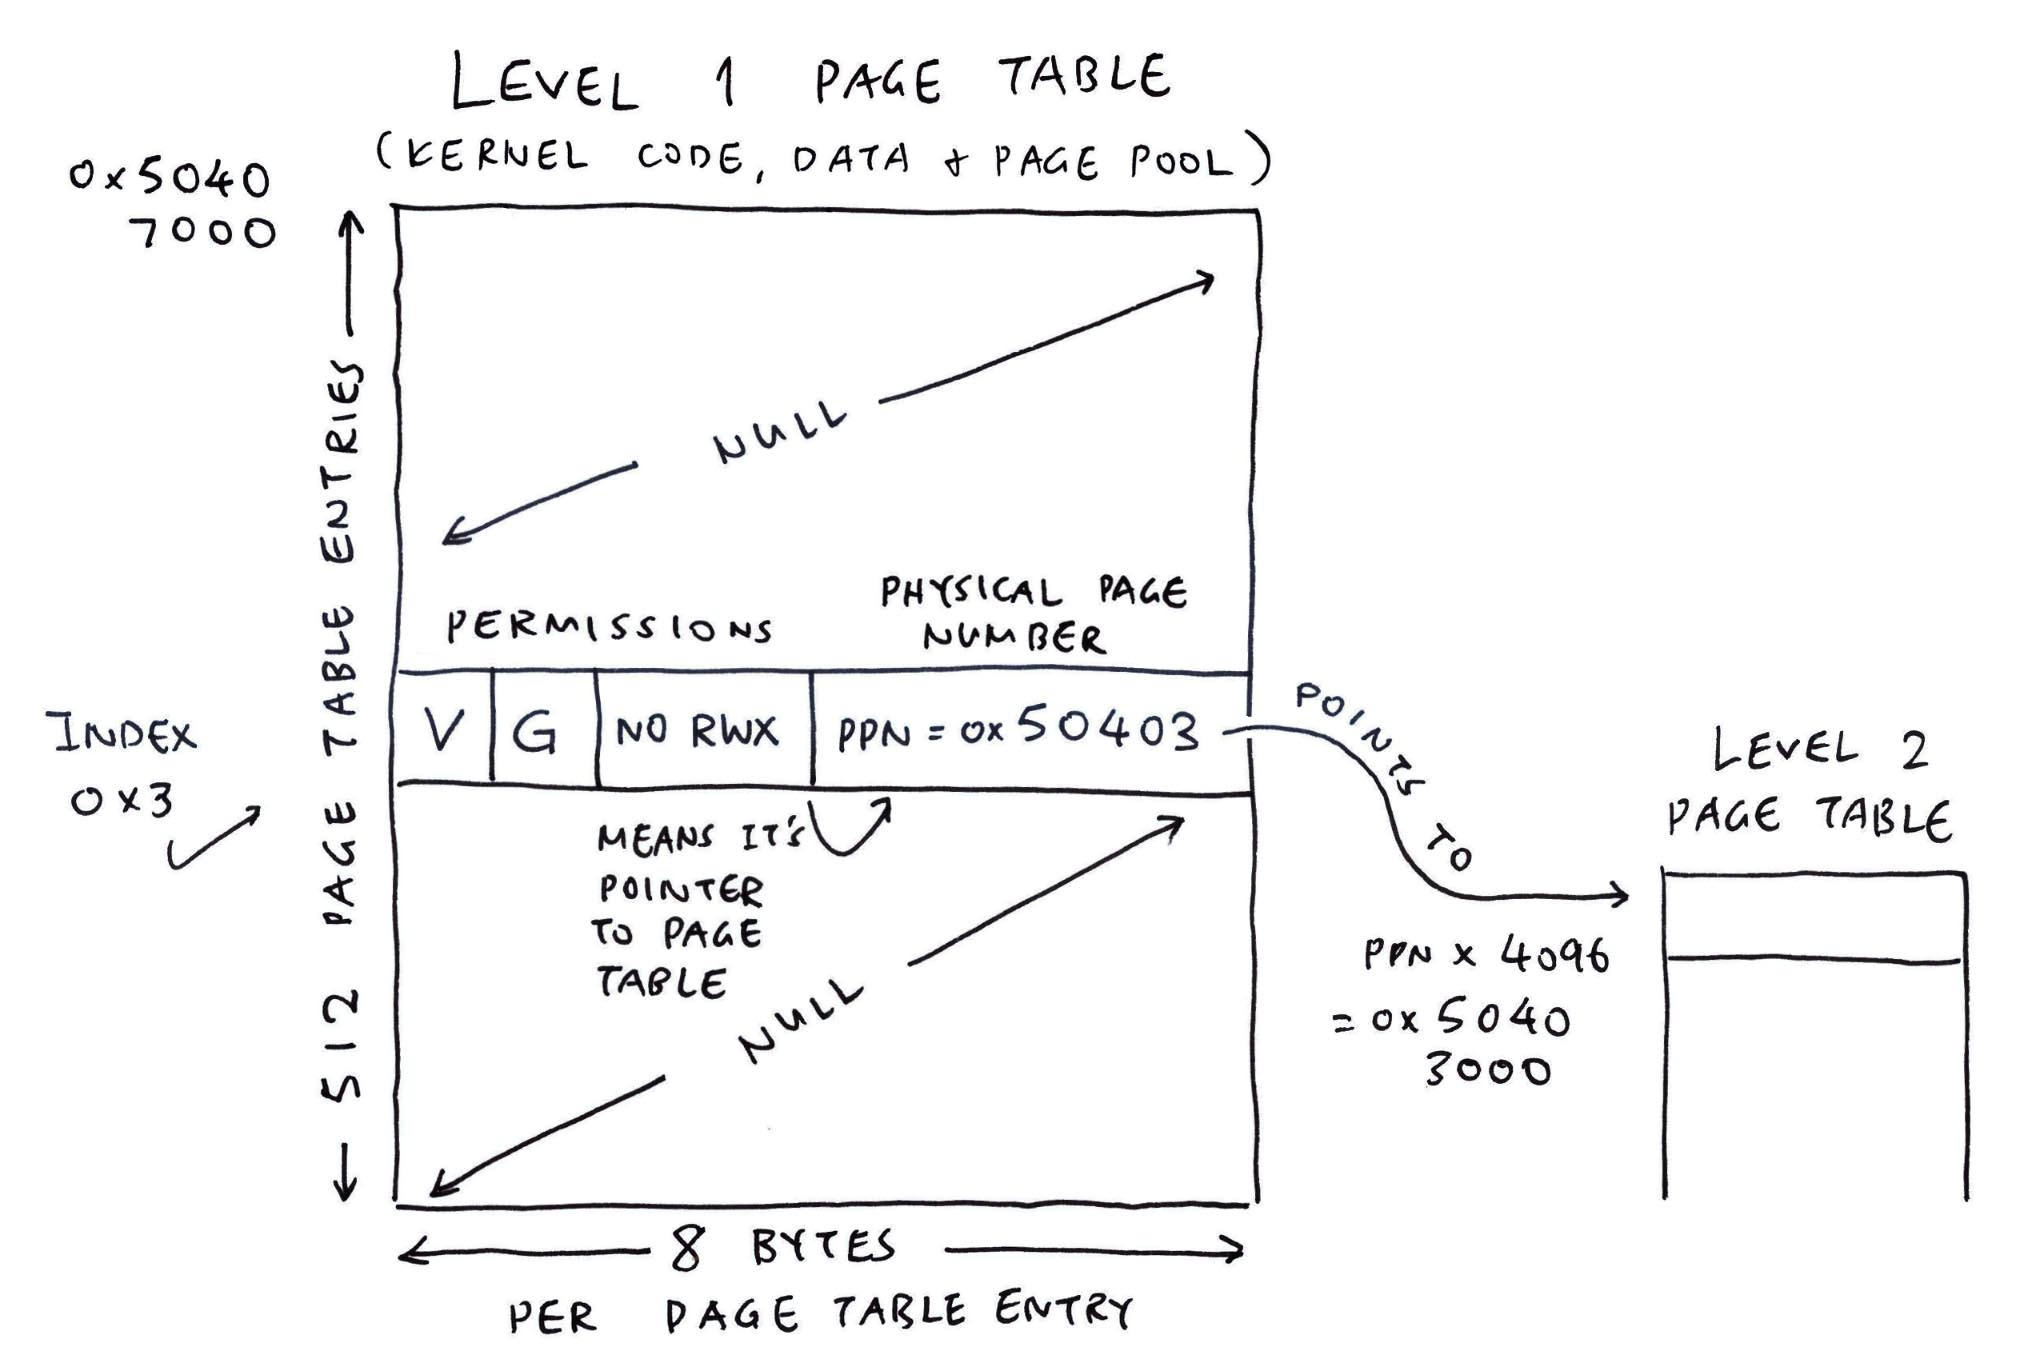 LEVEL 1 PAGE TABLE
(KERNEL CODE, DATA + PAGE POOL)
0x5040
7000
512 PAGE TABLE ENTRIES
NULL
PERMISSIONS
PHYSICAL PAGE
NUMBER
INDEX
0x3
V
G
NO RWX
PPN = 0x50403
POINTS TO
LEVEL 2
PAGE TABLE
MEANS IT'S
POINTER
TO PAGE
TABLE
NULL
PPN x 4096
= 0x5040
3000
8 BYTES
PER PAGE TABLE ENTRY